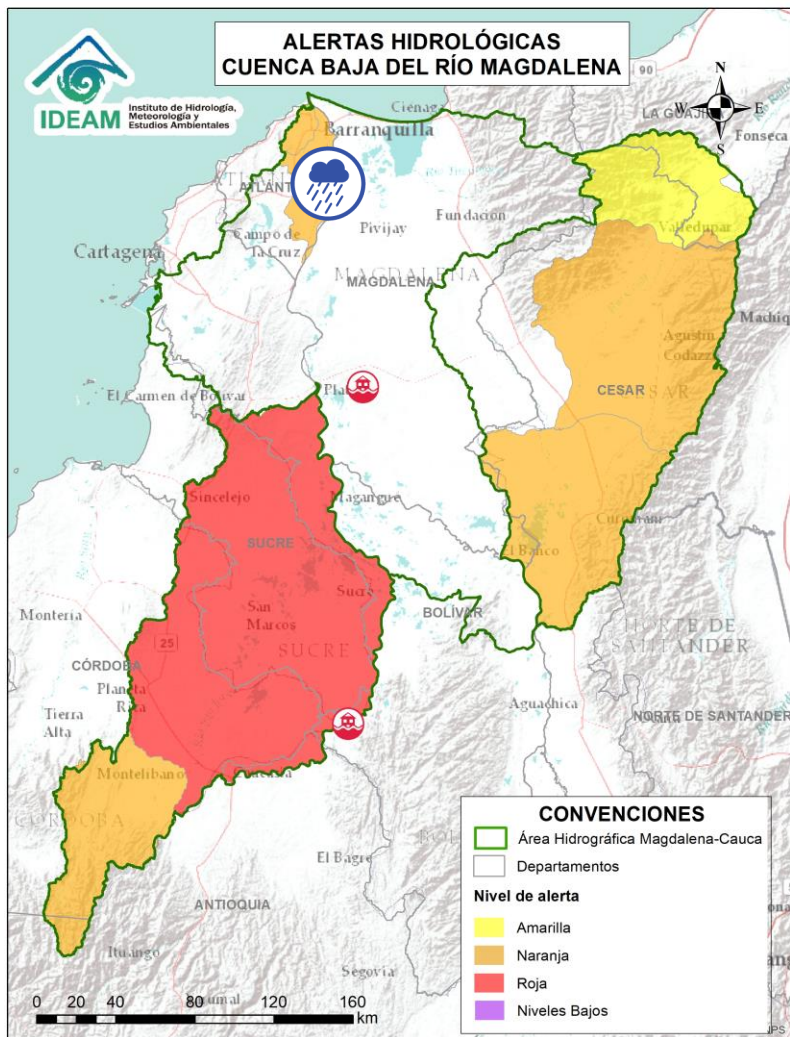 ALERTAS HIDROLÓGICAS
CUENCA BAJA DEL RÍO MAGDALENA
IDEAM
Instituto de Hidrología,
Meteorología y
Estudios Ambientales
90
N
W
E
S
LA GUAJIRA
Ciénaga
Fonseca
Barranquilla
ATLANT
Valledupar
Pivijay
Fundación
Campo de
la Cruz
Cartagena
MAGDALENA
MAGDALENA
Machiq
Agustín
Codazzi
El Carmen de Bolívar
Pla
CESAR
Sincelejo
Magangué
SUCRE
El Banco
Sucre
San
Marcos
BOLÍVAR
Montería
SUCRE
NORTE DE
SANTANDER
25
CÓRDOBA
Planeta
Rica
Aguachica
Tierra
Alta
NORTE DE SANTANDER
Montelíbano
CÓRDOBA
El Bagre
ANTIOQUIA
Ituango
Segovia
0 20 40 80 120 160
km
CONVENCIONES
Área Hidrográfica Magdalena-Cauca
Departamentos
Nivel de alerta
Amarilla
Naranja
Roja
Niveles Bajos